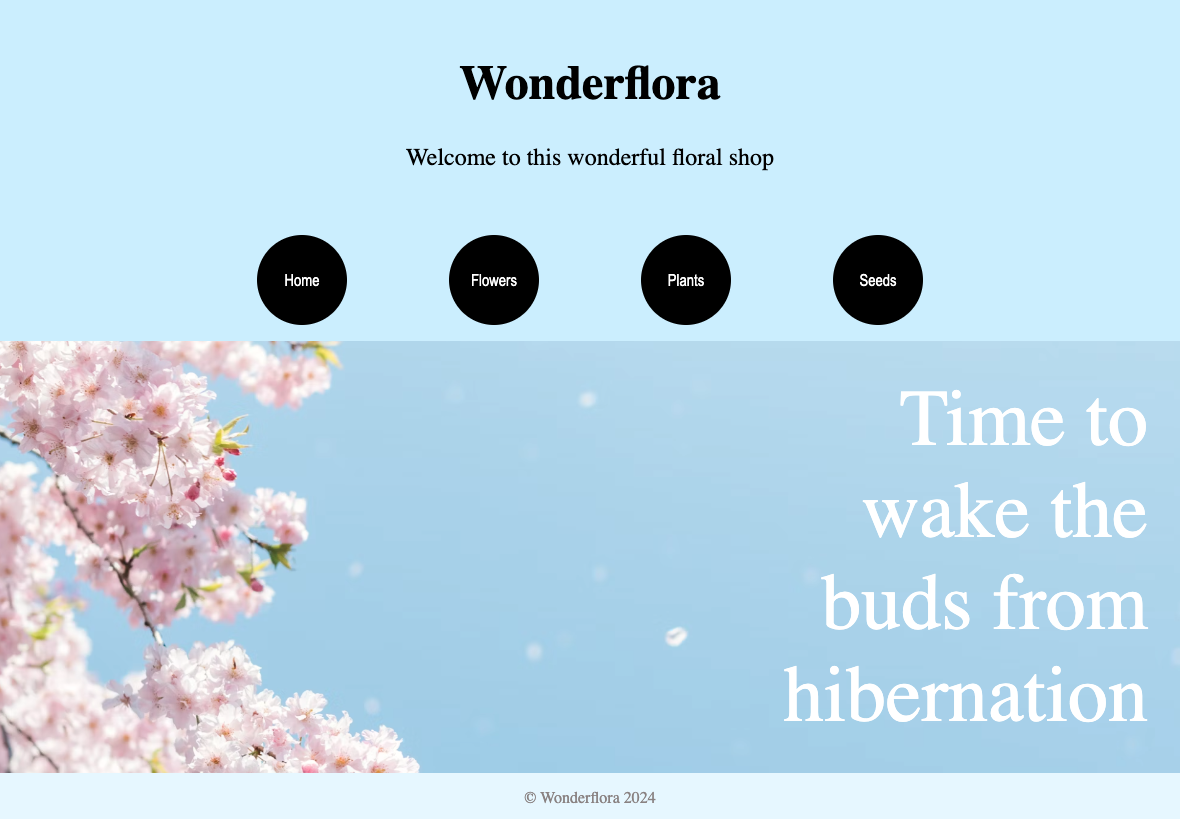 Wonderflora
Welcome to this wonderful floral shop
Home
Flowers
Plants
Seeds
Time to
wake the
buds from
hibernation
© Wonderflora 2024